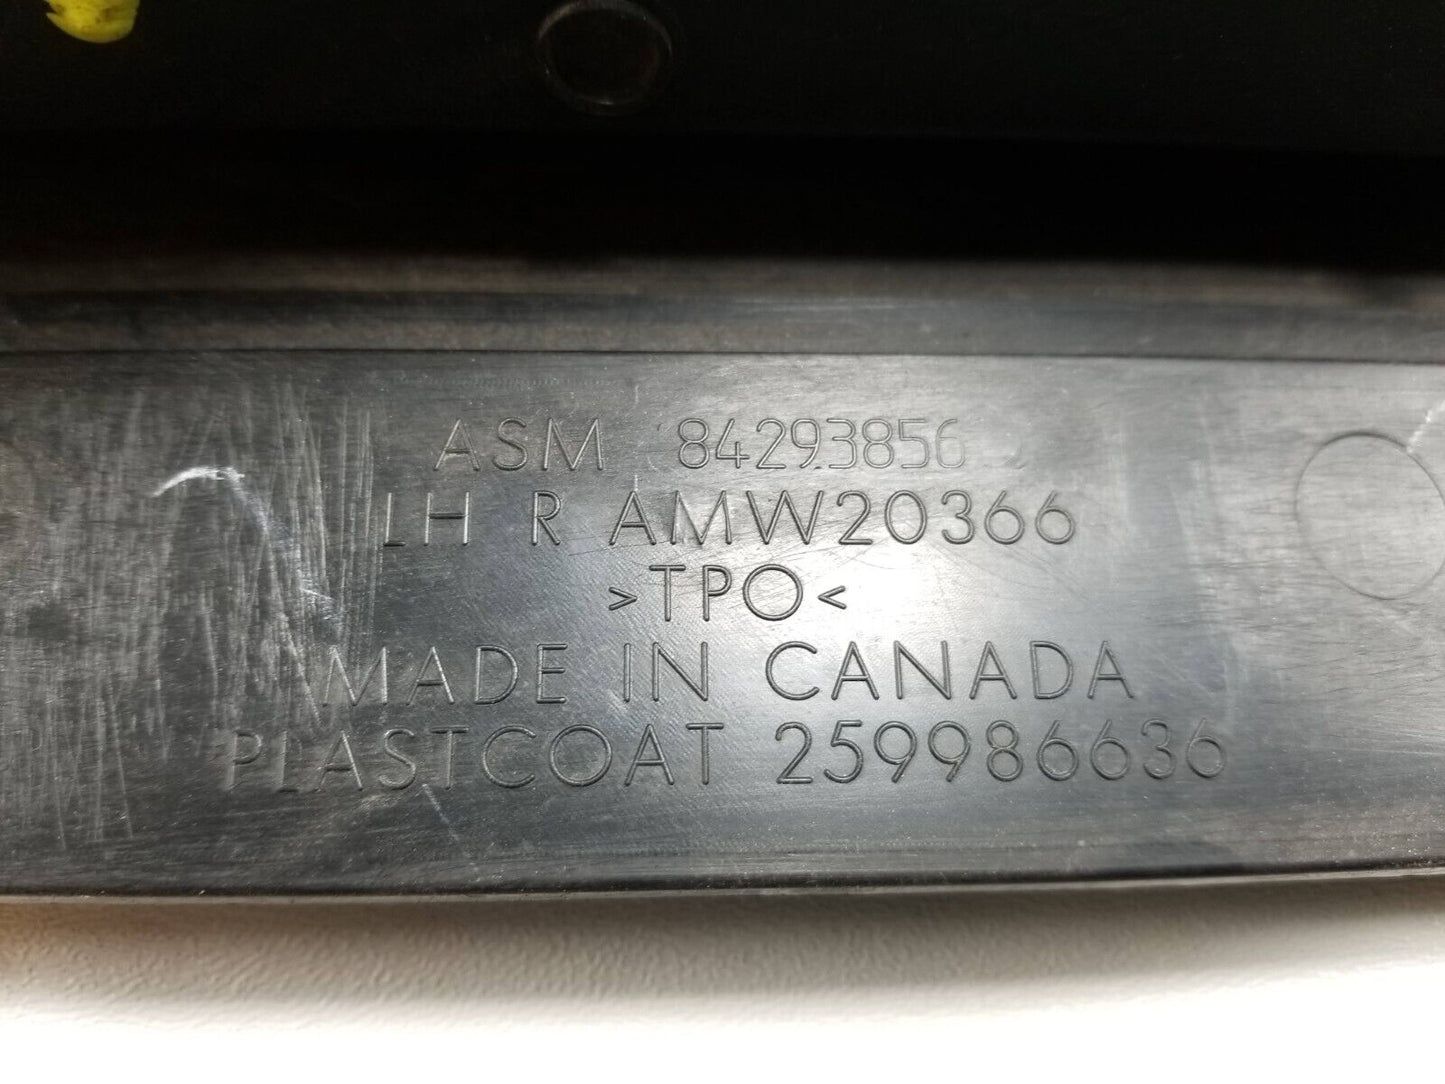 ASM 84293856
LH R AMW20366
>TPO<
MADE IN CANADA
PLASTCOAT 259986636